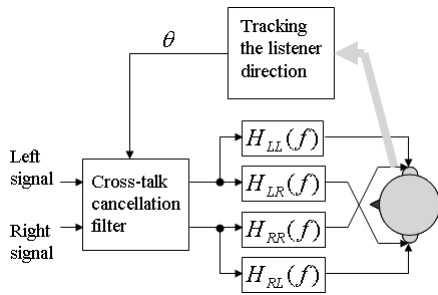 Tracking
the listener
direction
θ
H_LL(f)
Left
signal
H_LR(f)
Cross-talk
cancellation
filter
Right
signal
H_RR(f)
H_RL(f)